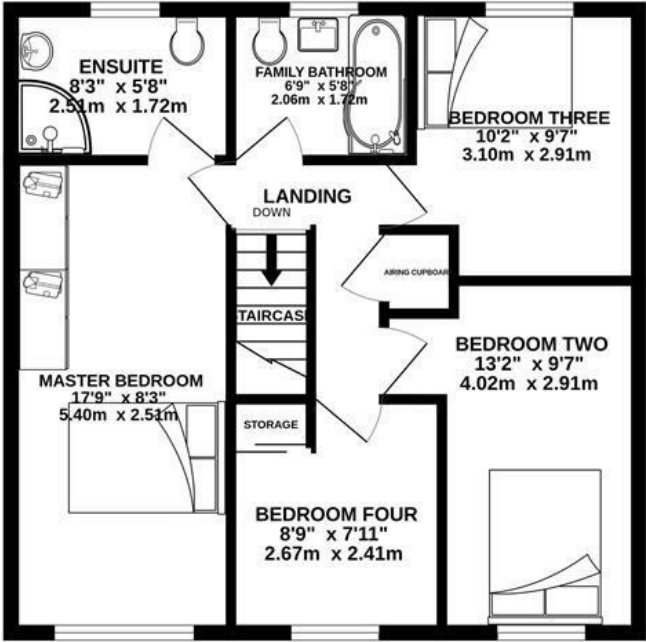 ENSUITE
8'3" x 5'8"
2.51m x 1.72m
FAMILY BATHROOM
6'9" x 5'8"
2.06m x 1.72m
BEDROOM THREE
10'2" x 9'7"
3.10m x 2.91m
LANDING
DOWN
AIRING CUPBOAR
TAIRCAS
BEDROOM TWO
13'2" x 9'7"
4.02m x 2.91m
MASTER BEDROOM
17'9" x 8'3"
5.40m x 2.51m
STORAGE
BEDROOM FOUR
8'9" x 7'11"
2.67m x 2.41m